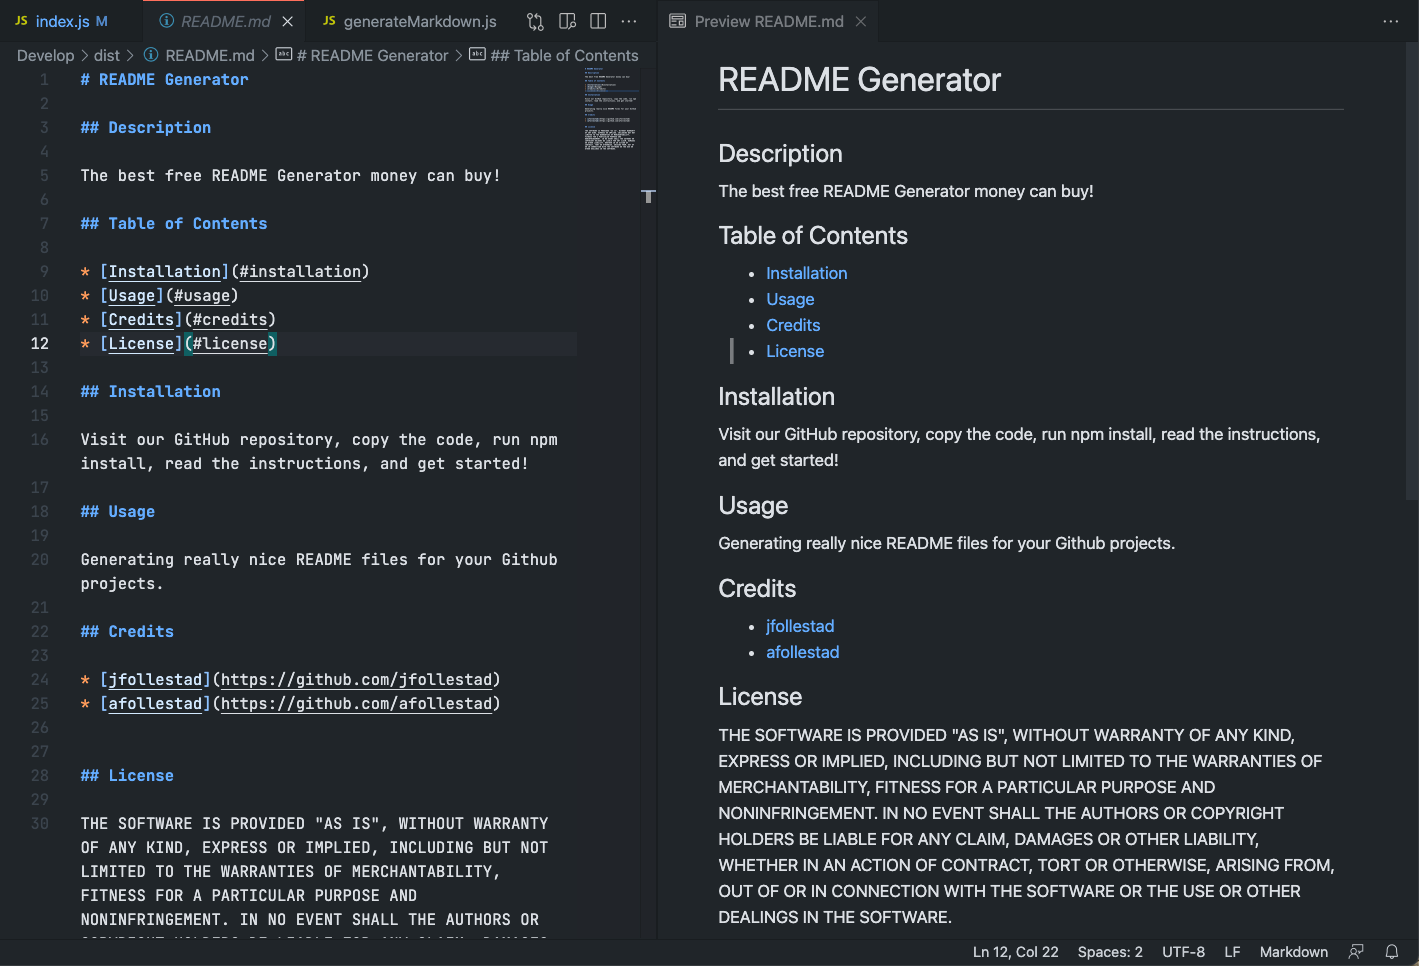 JS index.js M
README.md
JS generateMarkdown.js
Preview README.md
Develop > dist > README.md > # README Generator > ## Table of Contents
1 # README Generator
2
3 ## Description
4
5 The best free README Generator money can buy!
6
7 ## Table of Contents
8
9 * [Installation](#installation)
10 * [Usage](#usage)
11 * [Credits](#credits)
12 * [License](#license)
13
14 ## Installation
15
16 Visit our GitHub repository, copy the code, run npm
install, read the instructions, and get started!
17
18 ## Usage
19
20 Generating really nice README files for your Github
projects.
21
22 ## Credits
23
24 * [jfollestad](https://github.com/jfollestad)
25 * [afollestad](https://github.com/afollestad)
26
27
28 ## License
29
30 THE SOFTWARE IS PROVIDED "AS IS", WITHOUT WARRANTY
OF ANY KIND, EXPRESS OR IMPLIED, INCLUDING BUT NOT
LIMITED TO THE WARRANTIES OF MERCHANTABILITY,
FITNESS FOR A PARTICULAR PURPOSE AND
NONINFRINGEMENT. IN NO EVENT SHALL THE AUTHORS OR
README Generator
Description
The best free README Generator money can buy!
Table of Contents
• Installation
• Usage
• Credits
• License
Installation
Visit our GitHub repository, copy the code, run npm install, read the instructions,
and get started!
Usage
Generating really nice README files for your Github projects.
Credits
• jfollestad
• afollestad
License
THE SOFTWARE IS PROVIDED "AS IS", WITHOUT WARRANTY OF ANY KIND,
EXPRESS OR IMPLIED, INCLUDING BUT NOT LIMITED TO THE WARRANTIES OF
MERCHANTABILITY, FITNESS FOR A PARTICULAR PURPOSE AND
NONINFRINGEMENT. IN NO EVENT SHALL THE AUTHORS OR COPYRIGHT
HOLDERS BE LIABLE FOR ANY CLAIM, DAMAGES OR OTHER LIABILITY,
WHETHER IN AN ACTION OF CONTRACT, TORT OR OTHERWISE, ARISING FROM,
OUT OF OR IN CONNECTION WITH THE SOFTWARE OR THE USE OR OTHER
DEALINGS IN THE SOFTWARE.
Ln 12, Col 22 Spaces: 2 UTF-8 LF Markdown